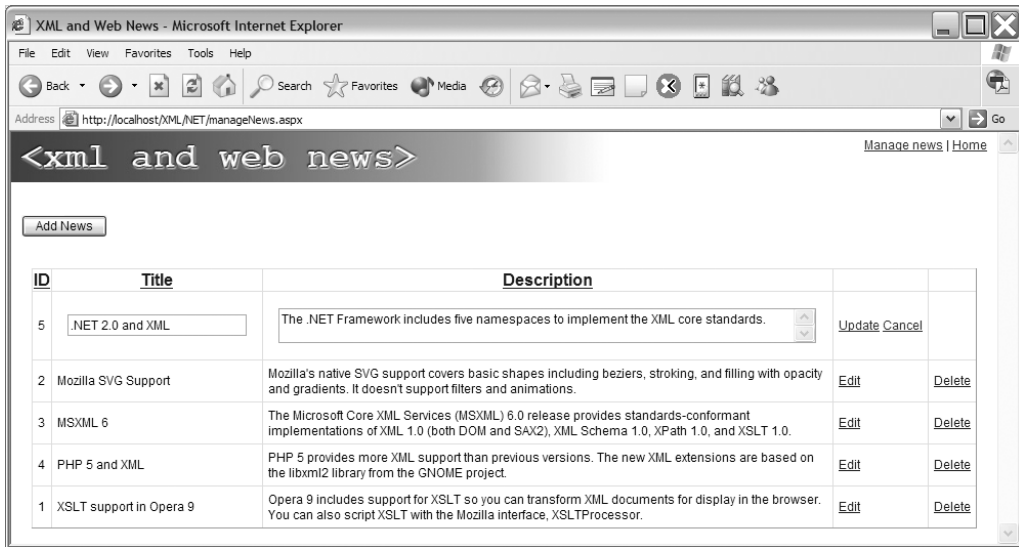 XML and Web News - Microsoft Internet Explorer
File Edit View Favorites Tools Help
Back Search Favorites Media
Address http://localhost/XML/NET/manageNews.aspx Go
<xml and web news>
Manage news | Home
Add News
ID Title Description
5 .NET 2.0 and XML The .NET Framework includes five namespaces to implement the XML core standards. Update Cancel
2 Mozilla SVG Support Mozilla's native SVG support covers basic shapes including beziers, stroking, and filling with opacity
and gradients. It doesn't support filters and animations. Edit Delete
3 MSXML 6 The Microsoft Core XML Services (MSXML) 6.0 release provides standards-conformant
implementations of XML 1.0 (both DOM and SAX2), XML Schema 1.0, XPath 1.0, and XSLT 1.0. Edit Delete
4 PHP 5 and XML PHP 5 provides more XML support than previous versions. The new XML extensions are based on
the libxml2 library from the GNOME project. Edit Delete
1 XSLT support in Opera 9 Opera 9 includes support for XSLT so you can transform XML documents for display in the browser.
You can also script XSLT with the Mozilla interface, XSLTProcessor. Edit Delete